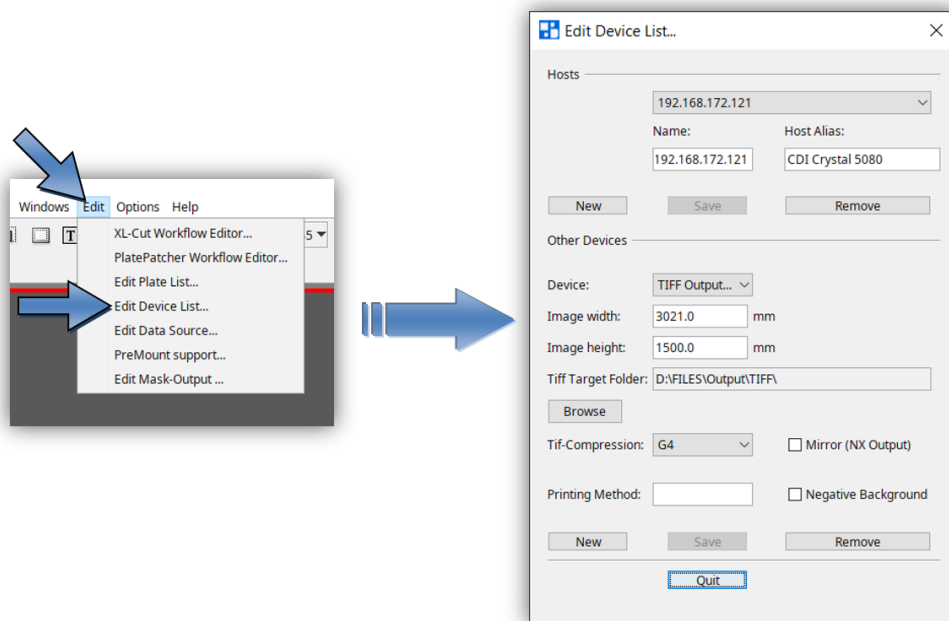 Windows Edit Options Help
T
5
XL-Cut Workflow Editor...
PlatePatcher Workflow Editor...
Edit Plate List...
Edit Device List...
Edit Data Source...
PreMount support...
Edit Mask-Output ...
Edit Device List...
Hosts
192.168.172.121
Name: Host Alias:
192.168.172.121 CDI Crystal 5080
New Save Remove
Other Devices
Device: TIFF Output...
Image width: 3021.0 mm
Image height: 1500.0 mm
Tiff Target Folder: D:\FILES\Output\TIFF\
Browse
Tif-Compression: G4 Mirror (NX Output)
Printing Method: Negative Background
New Save Remove
Quit